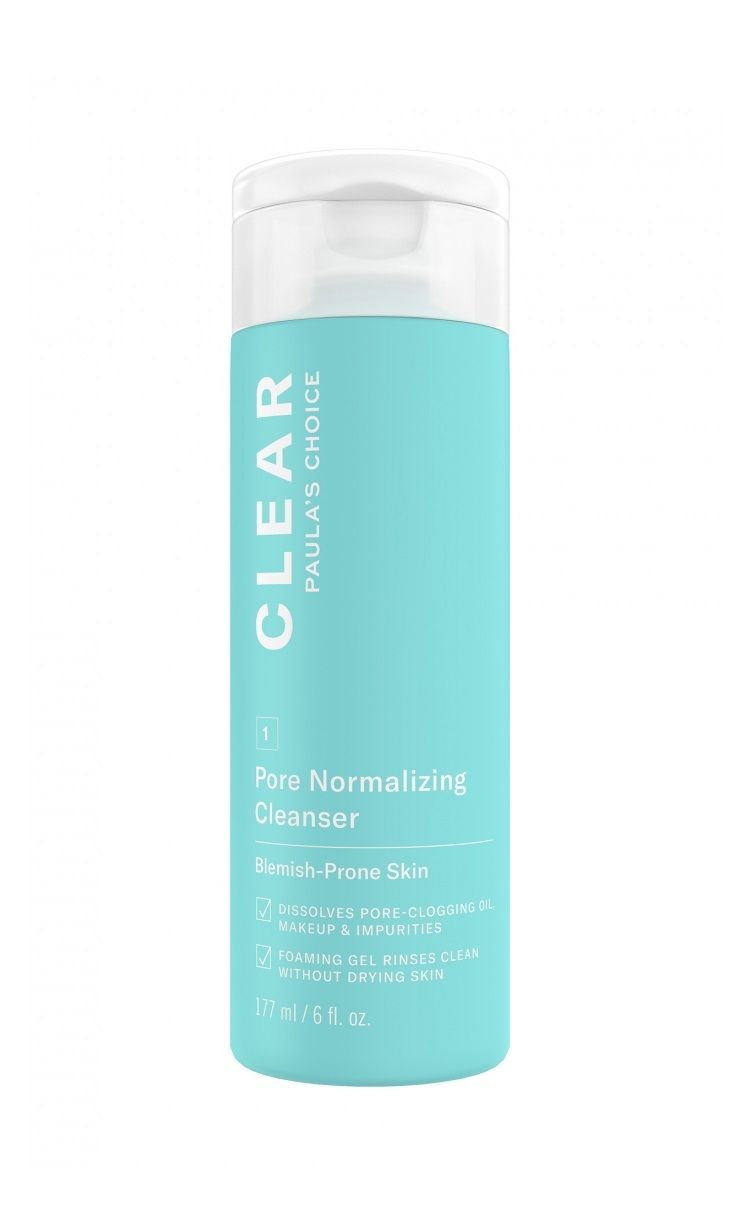 CLEAR
PAULA'S CHOICE
1
Pore Normalizing
Cleanser
Blemish-Prone Skin
DISSOLVES PORE-CLOGGING OIL,
MAKEUP & IMPURITIES
FOAMING GEL RINSES CLEAN
WITHOUT DRYING SKIN
177 ml / 6 fl. oz.